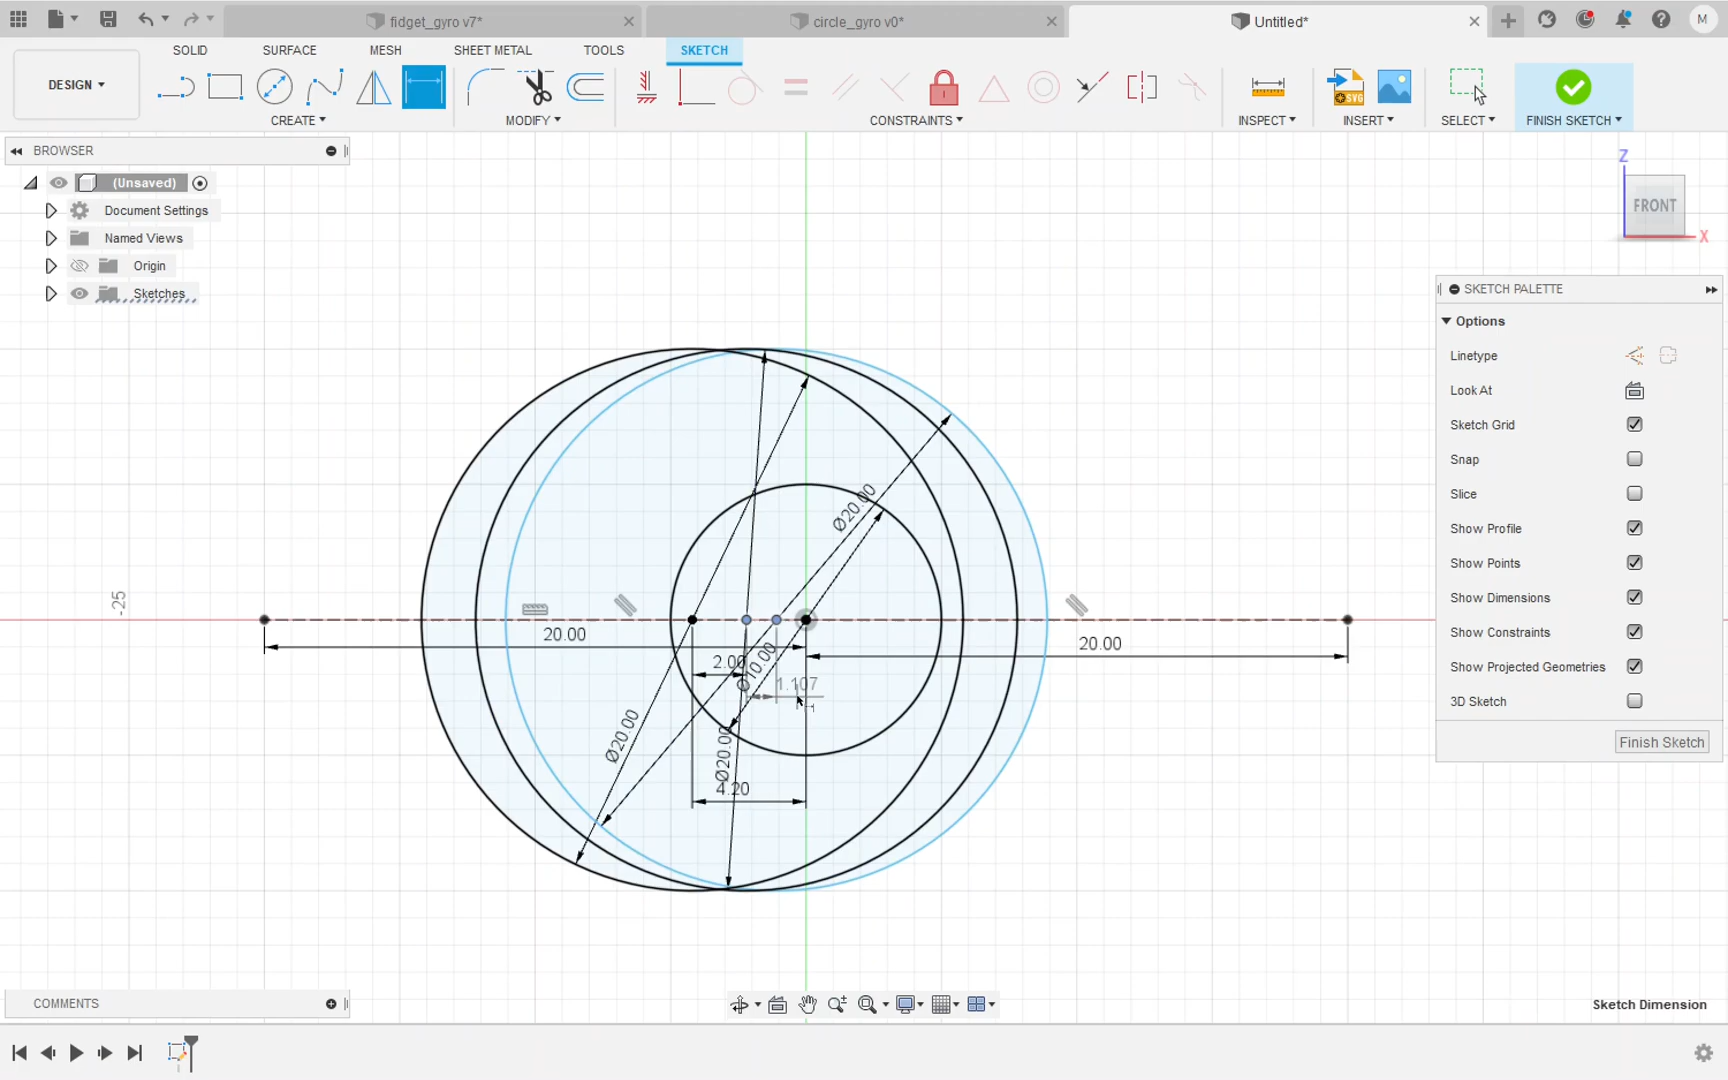 fidget_gyro v7*
circle_gyro v0*
Untitled*
M
DESIGN
SOLID
SURFACE
MESH
SHEET METAL
TOOLS
SKETCH
SVG
CREATE
MODIFY
CONSTRAINTS
INSPECT
INSERT
SELECT
FINISH SKETCH
BROWSER
(Unsaved)
Document Settings
Named Views
Origin
Sketches
Z
FRONT
X
SKETCH PALETTE
Options
Linetype
Look At
Sketch Grid
Snap
Slice
Show Profile
Show Points
Show Dimensions
Show Constraints
Show Projected Geometries
3D Sketch
Finish Sketch
-25
Ø20.00
20.00
20.00
2.00
Ø10.00
1.107
Ø20.00
Ø20.00
4.20
COMMENTS
Sketch Dimension